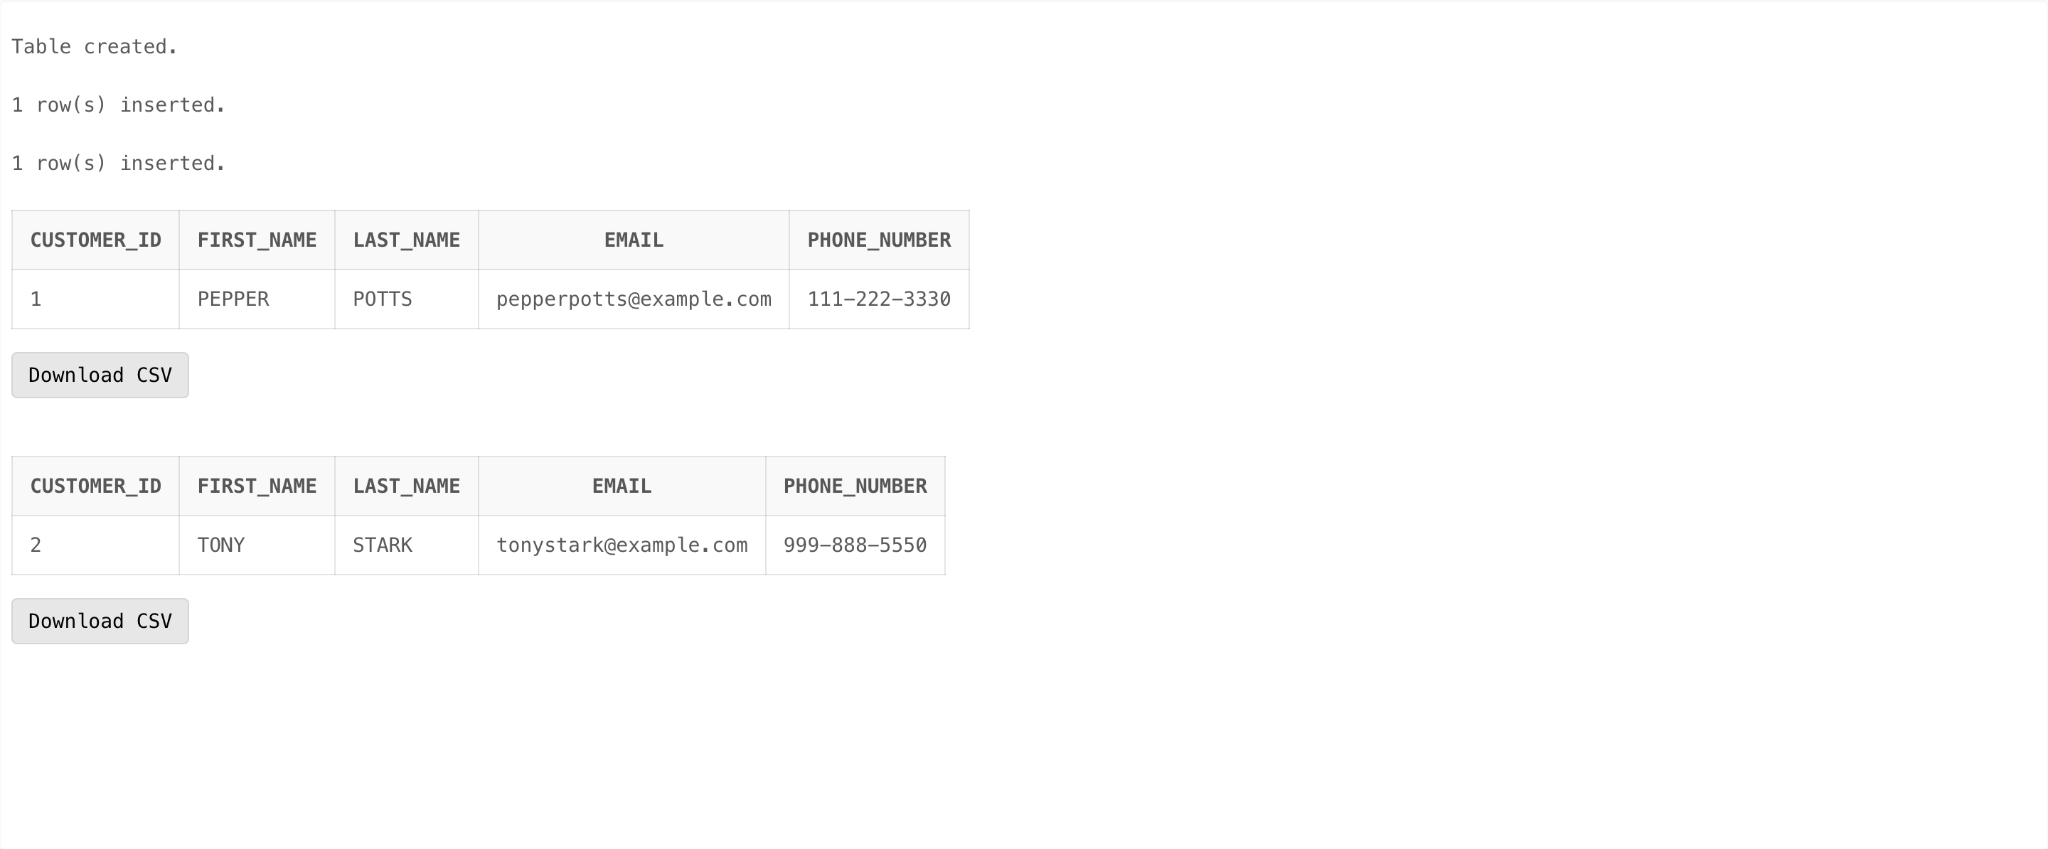 Table created.
1 row(s) inserted.
1 row(s) inserted.
CUSTOMER_ID FIRST_NAME LAST_NAME EMAIL PHONE_NUMBER
1 PEPPER POTTS pepperpotts@example.com 111-222-3330
Download CSV
CUSTOMER_ID FIRST_NAME LAST_NAME EMAIL PHONE_NUMBER
2 TONY STARK tonystark@example.com 999-888-5550
Download CSV